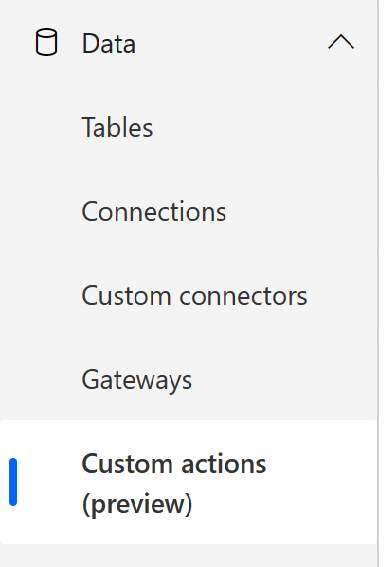 Data
Tables
Connections
Custom connectors
Gateways
Custom actions
(preview)